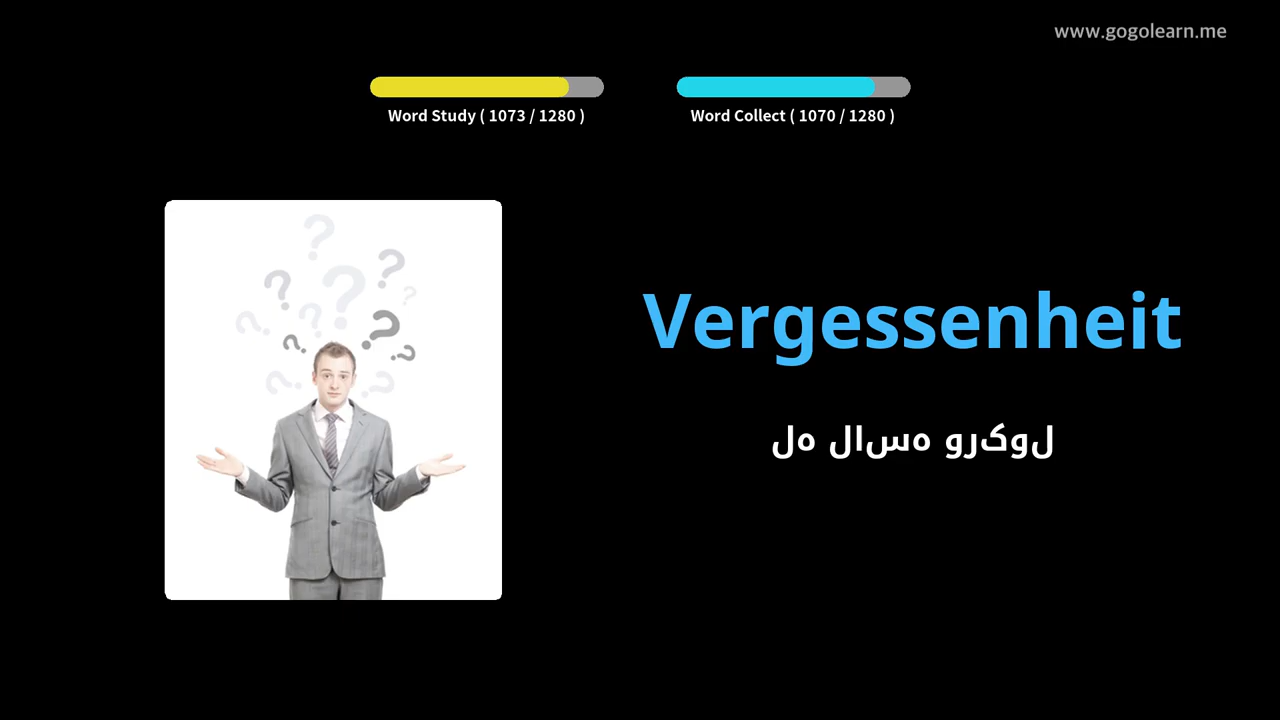 www.gogolearn.me
Word Study ( 1073 / 1280 )
Word Collect ( 1070 / 1280 )
Vergessenheit
لوکرو هسال هل